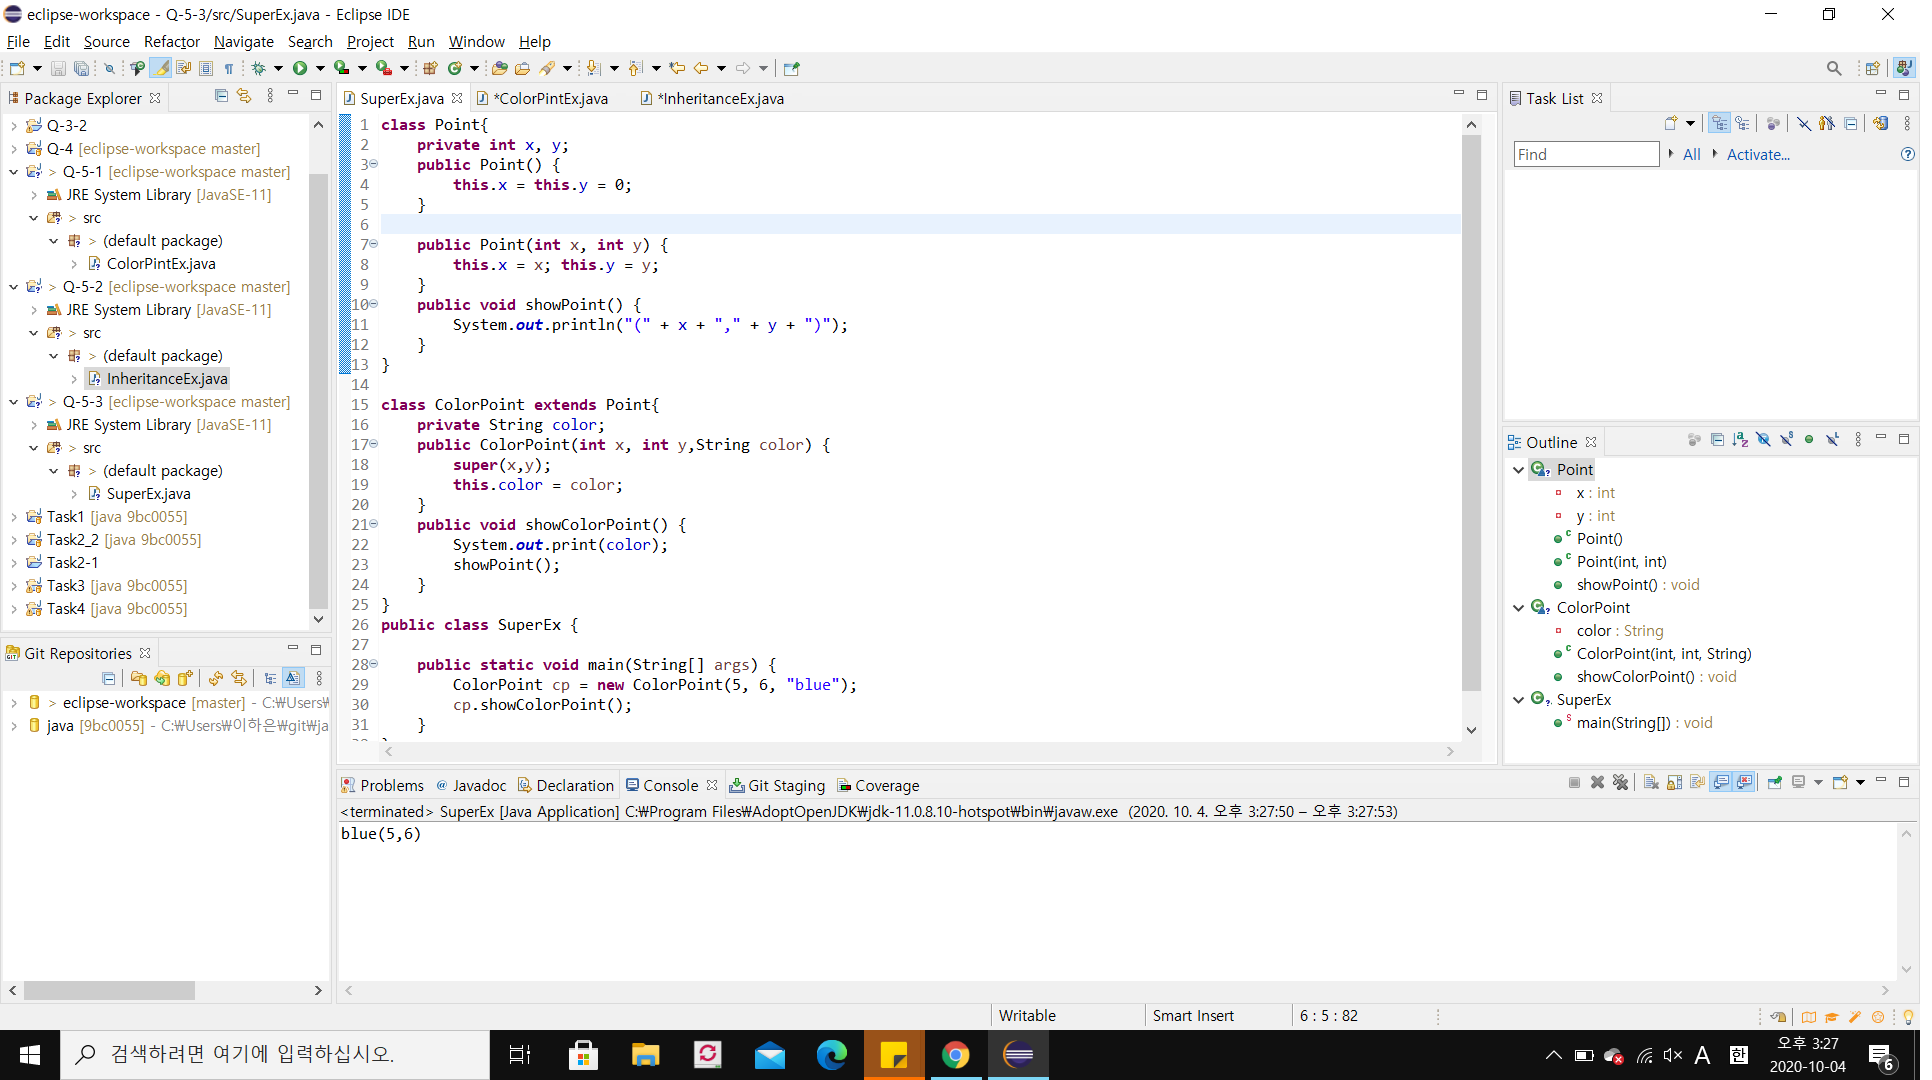 eclipse-workspace - Q-5-3/src/SuperEx.java - Eclipse IDE
File Edit Source Refactor Navigate Search Project Run Window Help
Package Explorer
Q-3-2
Q-4 [eclipse-workspace master]
> Q-5-1 [eclipse-workspace master]
JRE System Library [JavaSE-11]
> src
> (default package)
ColorPintEx.java
> Q-5-2 [eclipse-workspace master]
JRE System Library [JavaSE-11]
> src
> (default package)
InheritanceEx.java
> Q-5-3 [eclipse-workspace master]
JRE System Library [JavaSE-11]
> src
> (default package)
SuperEx.java
Task1 [java 9bc0055]
Task2_2 [java 9bc0055]
Task2-1
Task3 [java 9bc0055]
Task4 [java 9bc0055]
Git Repositories
> eclipse-workspace [master] - C:₩Users₩
java [9bc0055] - C:₩Users₩이하은₩git₩ja
SuperEx.java *ColorPintEx.java *InheritanceEx.java
1 class Point{
2 private int x, y;
3 public Point() {
4 this.x = this.y = 0;
5 }
6
7 public Point(int x, int y) {
8 this.x = x; this.y = y;
9 }
10 public void showPoint() {
11 System.out.println("(" + x + "," + y + ")");
12 }
13 }
14
15 class ColorPoint extends Point{
16 private String color;
17 public ColorPoint(int x, int y,String color) {
18 super(x,y);
19 this.color = color;
20 }
21 public void showColorPoint() {
22 System.out.print(color);
23 showPoint();
24 }
25 }
26 public class SuperEx {
27
28 public static void main(String[] args) {
29 ColorPoint cp = new ColorPoint(5, 6, "blue");
30 cp.showColorPoint();
31 }
Task List
Find All Activate...
Outline
Point
x : int
y : int
Point()
Point(int, int)
showPoint() : void
ColorPoint
color : String
ColorPoint(int, int, String)
showColorPoint() : void
SuperEx
main(String[]) : void
Problems Javadoc Declaration Console Git Staging Coverage
<terminated> SuperEx [Java Application] C:₩Program Files₩AdoptOpenJDK₩jdk-11.0.8.10-hotspot₩bin₩javaw.exe (2020. 10. 4. 오후 3:27:50 – 오후 3:27:53)
blue(5,6)
Writable Smart Insert 6 : 5 : 82
검색하려면 여기에 입력하십시오.
A 한
오후 3:27
2020-10-04
6